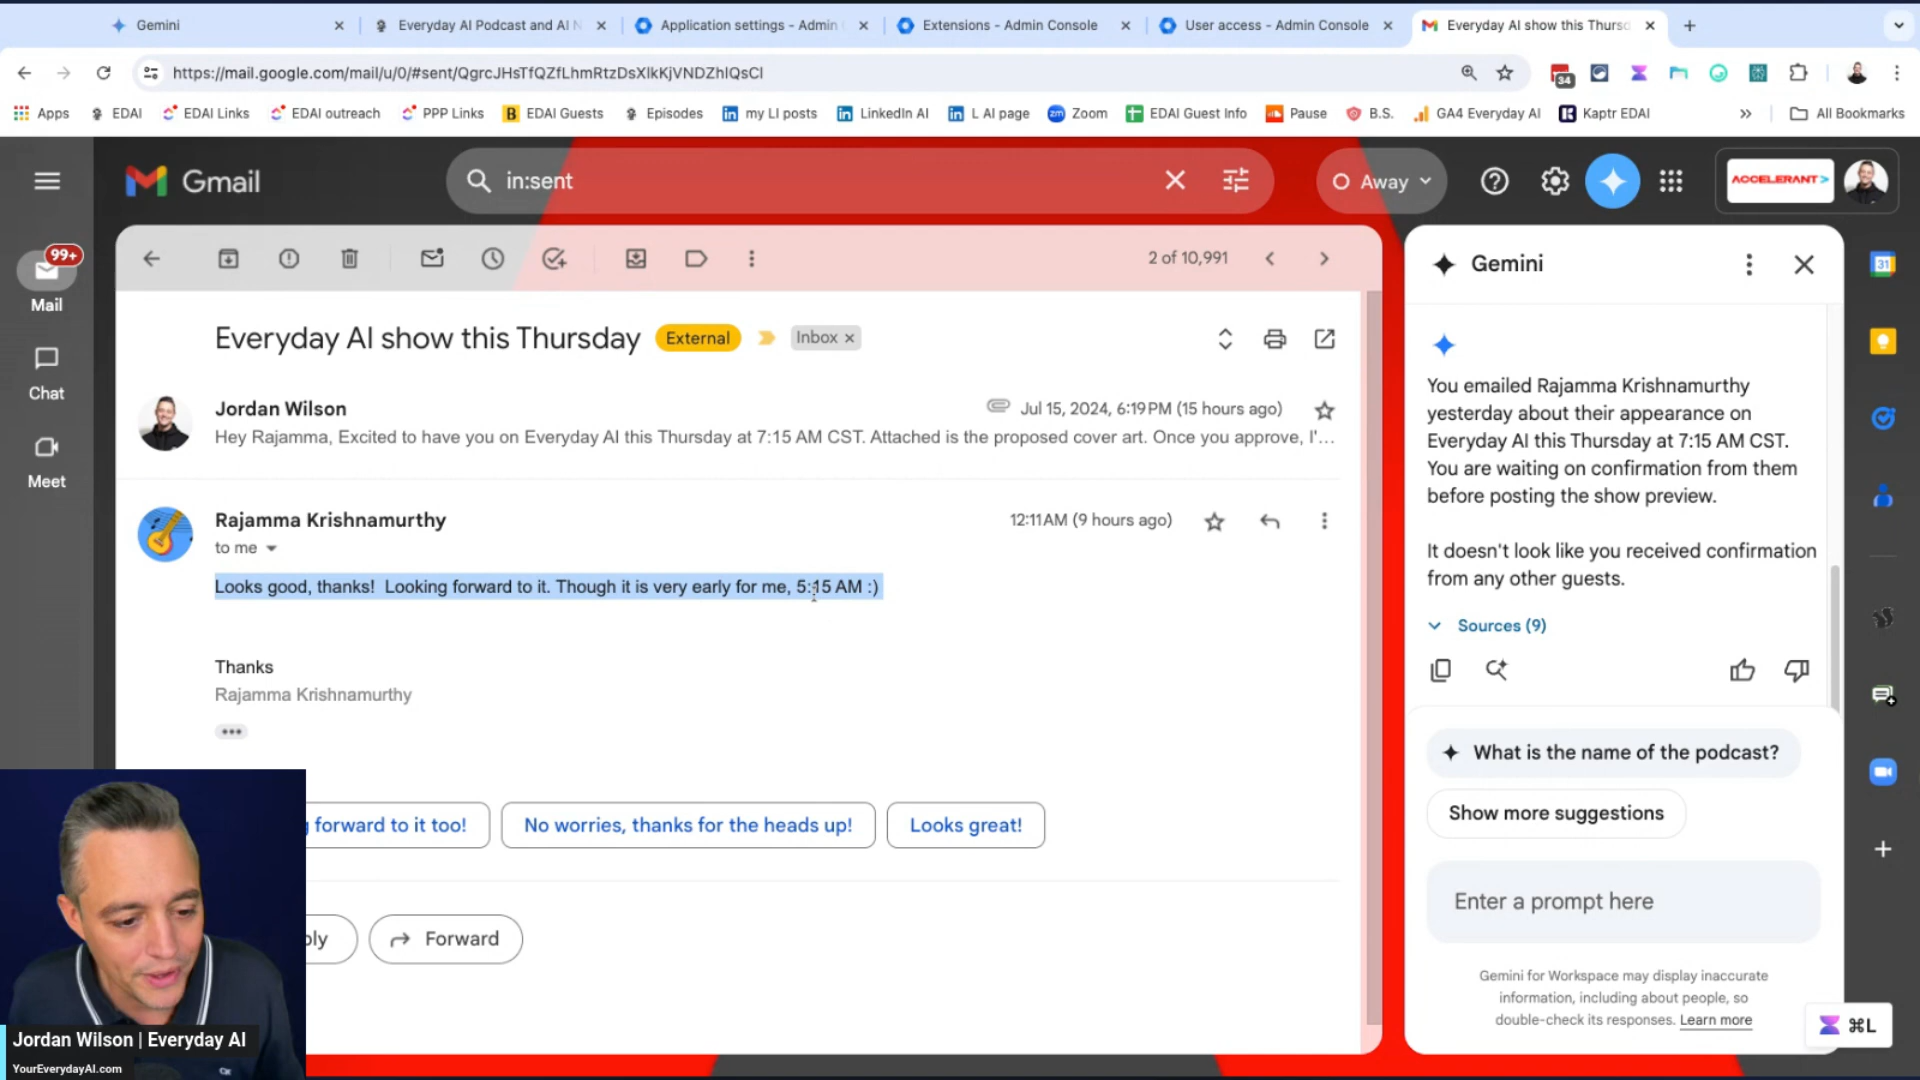 Gemini
Everyday AI Podcast and AI N
Application settings - Admin
Extensions - Admin Console
User access - Admin Console
Everyday AI show this Thursd
https://mail.google.com/mail/u/0/#sent/QgrcJHsTfQZfLhmRtzDsXlkKjVNDZhlQsCl
34
Apps
EDAI
EDAI Links
EDAI outreach
PPP Links
B
EDAI Guests
Episodes
my LI posts
LinkedIn AI
L AI page
zm
Zoom
EDAI Guest Info
Pause
B.S.
GA4 Everyday AI
Kaptr EDAI
All Bookmarks
Gmail
in:sent
Away
ACCELERANT>
99+
Mail
Chat
Meet
2 of 10,991
Everyday AI show this Thursday
External
Inbox
Jordan Wilson
Jul 15, 2024, 6:19 PM (15 hours ago)
Hey Rajamma, Excited to have you on Everyday AI this Thursday at 7:15 AM CST. Attached is the proposed cover art. Once you approve, I'...
Rajamma Krishnamurthy
12:11 AM (9 hours ago)
to me
Looks good, thanks!  Looking forward to it. Though it is very early for me, 5:15 AM :)
Thanks
Rajamma Krishnamurthy
forward to it too!
No worries, thanks for the heads up!
Looks great!
Forward
Gemini
You emailed Rajamma Krishnamurthy
yesterday about their appearance on
Everyday AI this Thursday at 7:15 AM CST.
You are waiting on confirmation from them
before posting the show preview.
It doesn't look like you received confirmation
from any other guests.
Sources (9)
What is the name of the podcast?
Show more suggestions
Enter a prompt here
Gemini for Workspace may display inaccurate
information, including about people, so
double-check its responses. Learn more
31
⌘L
Jordan Wilson | Everyday AI
YourEverydayAI.com